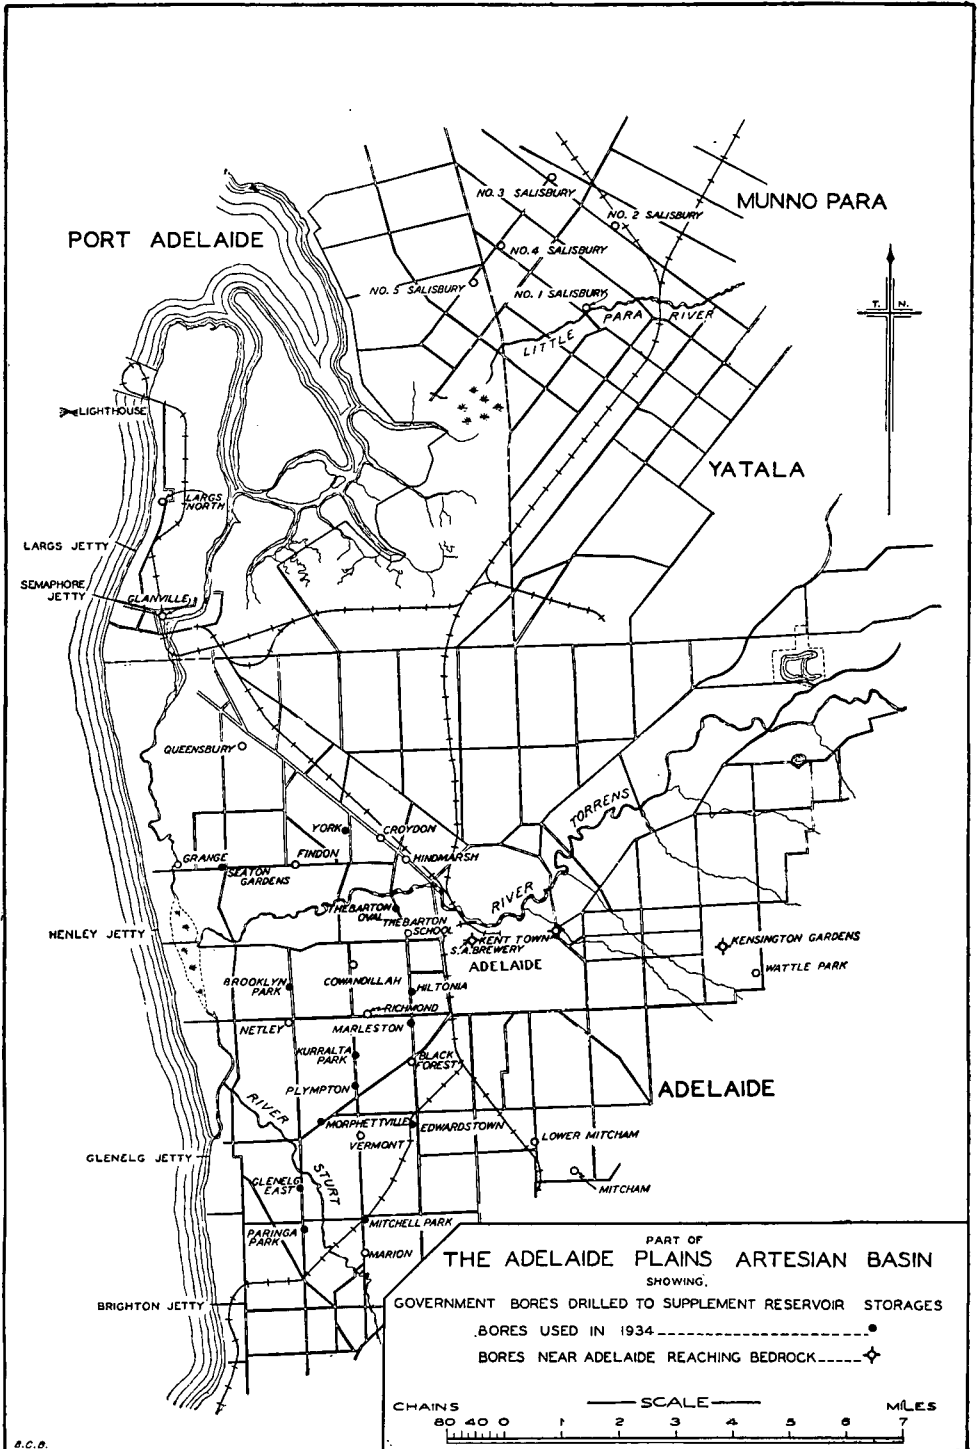 NO. 3 SALISBURY
MUNNO PARA
NO. 2 SALISBURY
PORT ADELAIDE
NO. 4 SALISBURY
NO. 5 SALISBURY
NO. 1 SALISBURY
T. N.
LITTLE PARA RIVER
LIGHTHOUSE
YATALA
LARGS
NORTH
LARGS JETTY
SEMAPHORE
JETTY
GLANVILLE
QUEENSBURY
TORRENS
RIVER
YORK
CROYDON
GRANGE
FINDON
HINDMARSH
SEATON
GARDENS
THEBARTON
OVAL
THEBARTON
SCHOOL
HENLEY JETTY
KENT TOWN
S.A. BREWERY
KENSINGTON GARDENS
ADELAIDE
WATTLE PARK
BROOKLYN
PARK
COWANDILLAH
HILTONIA
RICHMOND
NETLEY
MARLESTON
KURRALTA
PARK
BLACK
FOREST
PLYMPTON
ADELAIDE
RIVER
STURT
MORPHETTVILLE
EDWARDSTOWN
VERMONT
LOWER MITCHAM
GLENELG JETTY
MITCHAM
GLENELG
EAST
PARINGA
PARK
MITCHELL PARK
MARION
BRIGHTON JETTY
PART OF
THE ADELAIDE PLAINS ARTESIAN BASIN
SHOWING,
GOVERNMENT BORES DRILLED TO SUPPLEMENT RESERVOIR STORAGES
BORES USED IN 1934
BORES NEAR ADELAIDE REACHING BEDROCK
CHAINS SCALE MILES
80 40 0 1 2 3 4 5 6 7
B.C.B.